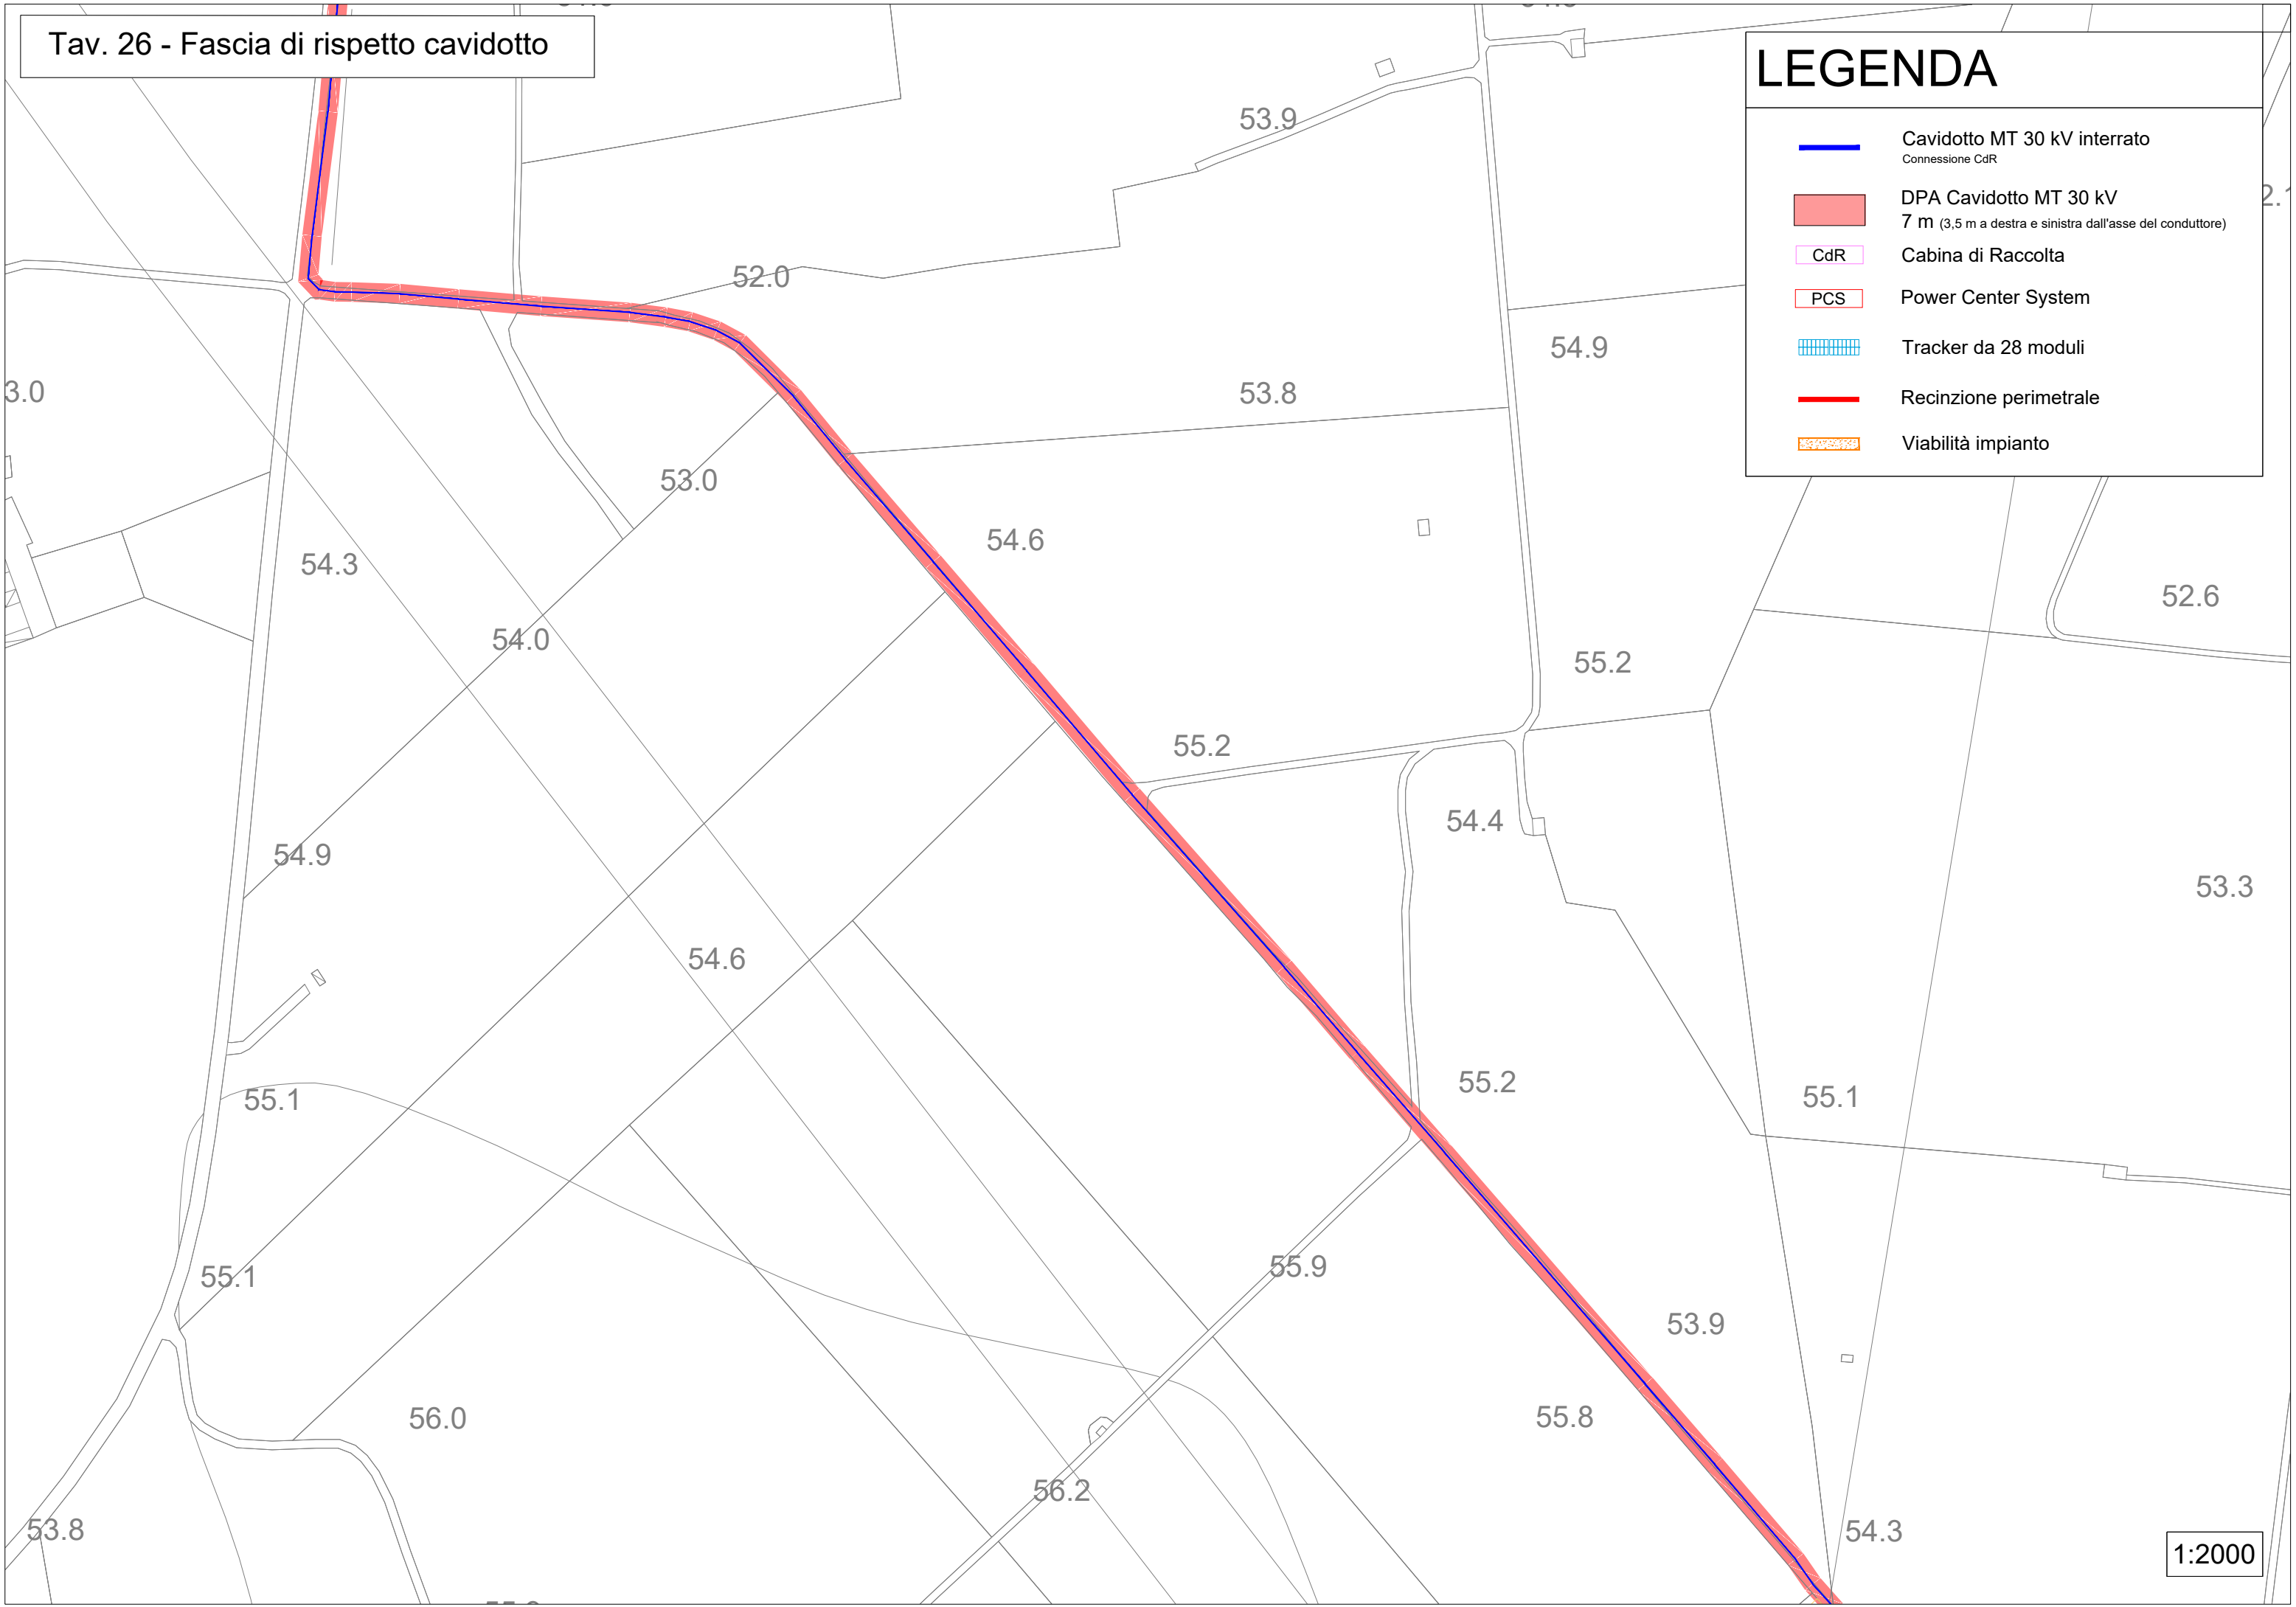 Tav. 26 - Fascia di rispetto cavidotto
LEGENDA
Cavidotto MT 30 kV interrato
Connessione CdR
DPA Cavidotto MT 30 kV
7 m (3,5 m a destra e sinistra dall'asse del conduttore)
CdR Cabina di Raccolta
PCS Power Center System
Tracker da 28 moduli
Recinzione perimetrale
Viabilità impianto
53.9
52.0
54.9
3.0
53.8
53.0
54.6
54.3
52.6
54.0
55.2
55.2
54.4
54.9
53.3
54.6
55.2
55.1
55.1
55.9
55.1
53.9
56.0
55.8
56.2
53.8
54.3
1:2000